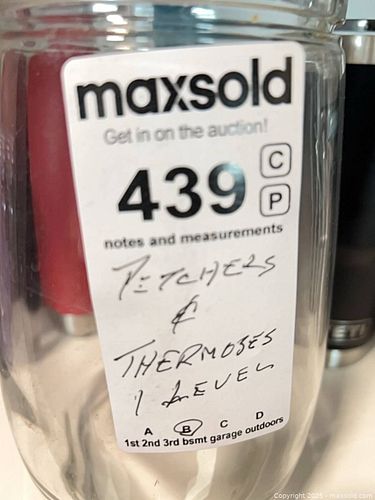 maxsold
Get in on the auction!
439
C
P
notes and measurements
PITCHERS
&
THERMOSES
1 LEVEL
A B C D
1st 2nd 3rd bsmt garage outdoors
YETI
Copyright 2025 - maxsold.com